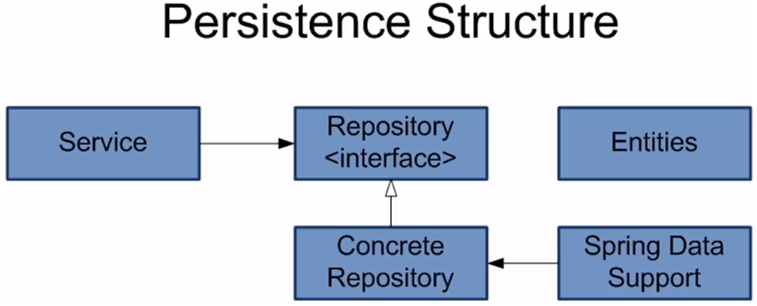 Persistence Structure
Service
Repository
<interface>
Entities
Concrete
Repository
Spring Data
Support